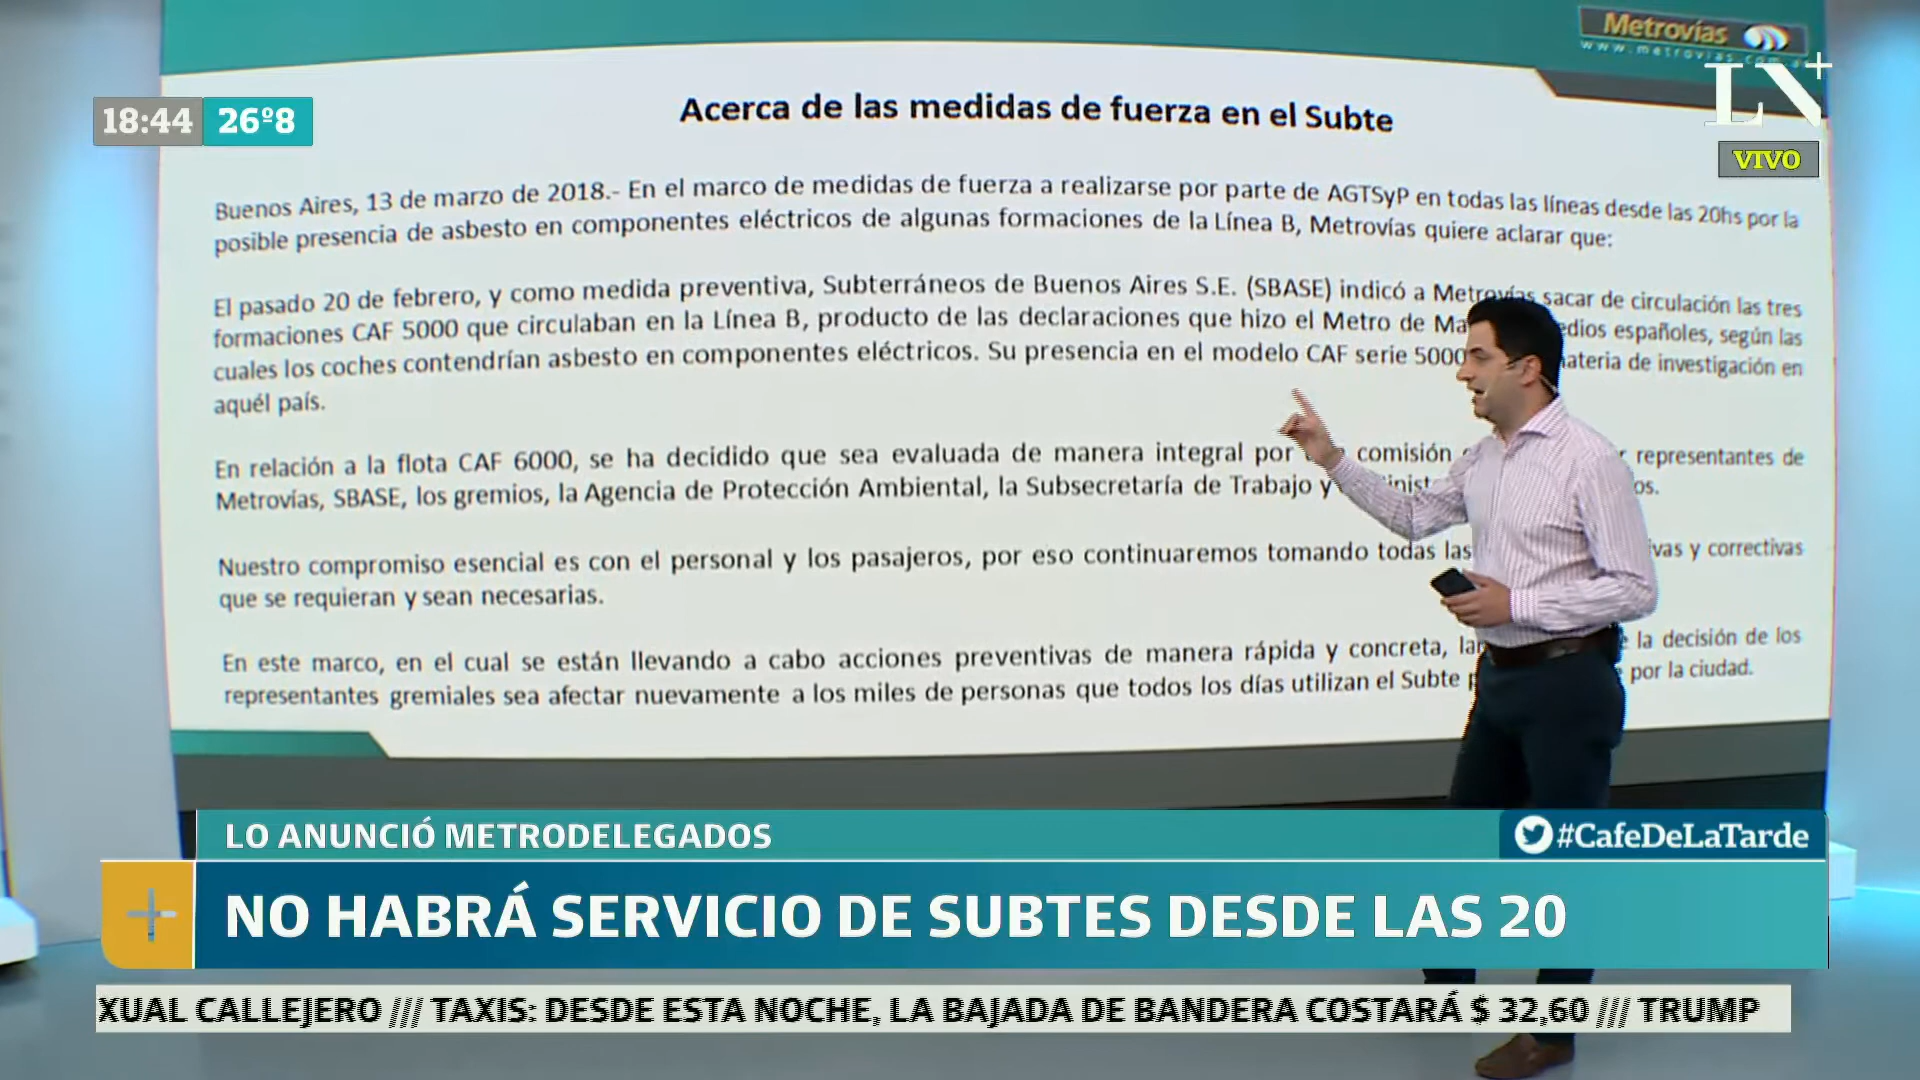 Metrovías
www.metrovias.com.a
LN+
18:44 26º8
VIVO
Acerca de las medidas de fuerza en el Subte
Buenos Aires, 13 de marzo de 2018.- En el marco de medidas de fuerza a realizarse por parte de AGTSyP en todas las líneas desde las 20hs por la
posible presencia de asbesto en componentes eléctricos de algunas formaciones de la Línea B, Metrovías quiere aclarar que:
El pasado 20 de febrero, y como medida preventiva, Subterráneos de Buenos Aires S.E. (SBASE) indicó a Metrovías sacar de circulación las tres
formaciones CAF 5000 que circulaban en la Línea B, producto de las declaraciones que hizo el Metro de Ma edios españoles, según las
cuales los coches contendrían asbesto en componentes eléctricos. Su presencia en el modelo CAF serie 5000 ateria de investigación en
aquél país.
En relación a la flota CAF 6000, se ha decidido que sea evaluada de manera integral por comisión representantes de
Metrovías, SBASE, los gremios, la Agencia de Protección Ambiental, la Subsecretaría de Trabajo y inist os.
Nuestro compromiso esencial es con el personal y los pasajeros, por eso continuaremos tomando todas las ivas y correctivas
que se requieran y sean necesarias.
En este marco, en el cual se están llevando a cabo acciones preventivas de manera rápida y concreta, la la decisión de los
representantes gremiales sea afectar nuevamente a los miles de personas que todos los días utilizan el Subte p por la ciudad.
LO ANUNCIÓ METRODELEGADOS
#CafeDeLaTarde
NO HABRÁ SERVICIO DE SUBTES DESDE LAS 20
XUAL CALLEJERO /// TAXIS: DESDE ESTA NOCHE, LA BAJADA DE BANDERA COSTARÁ $ 32,60 /// TRUMP